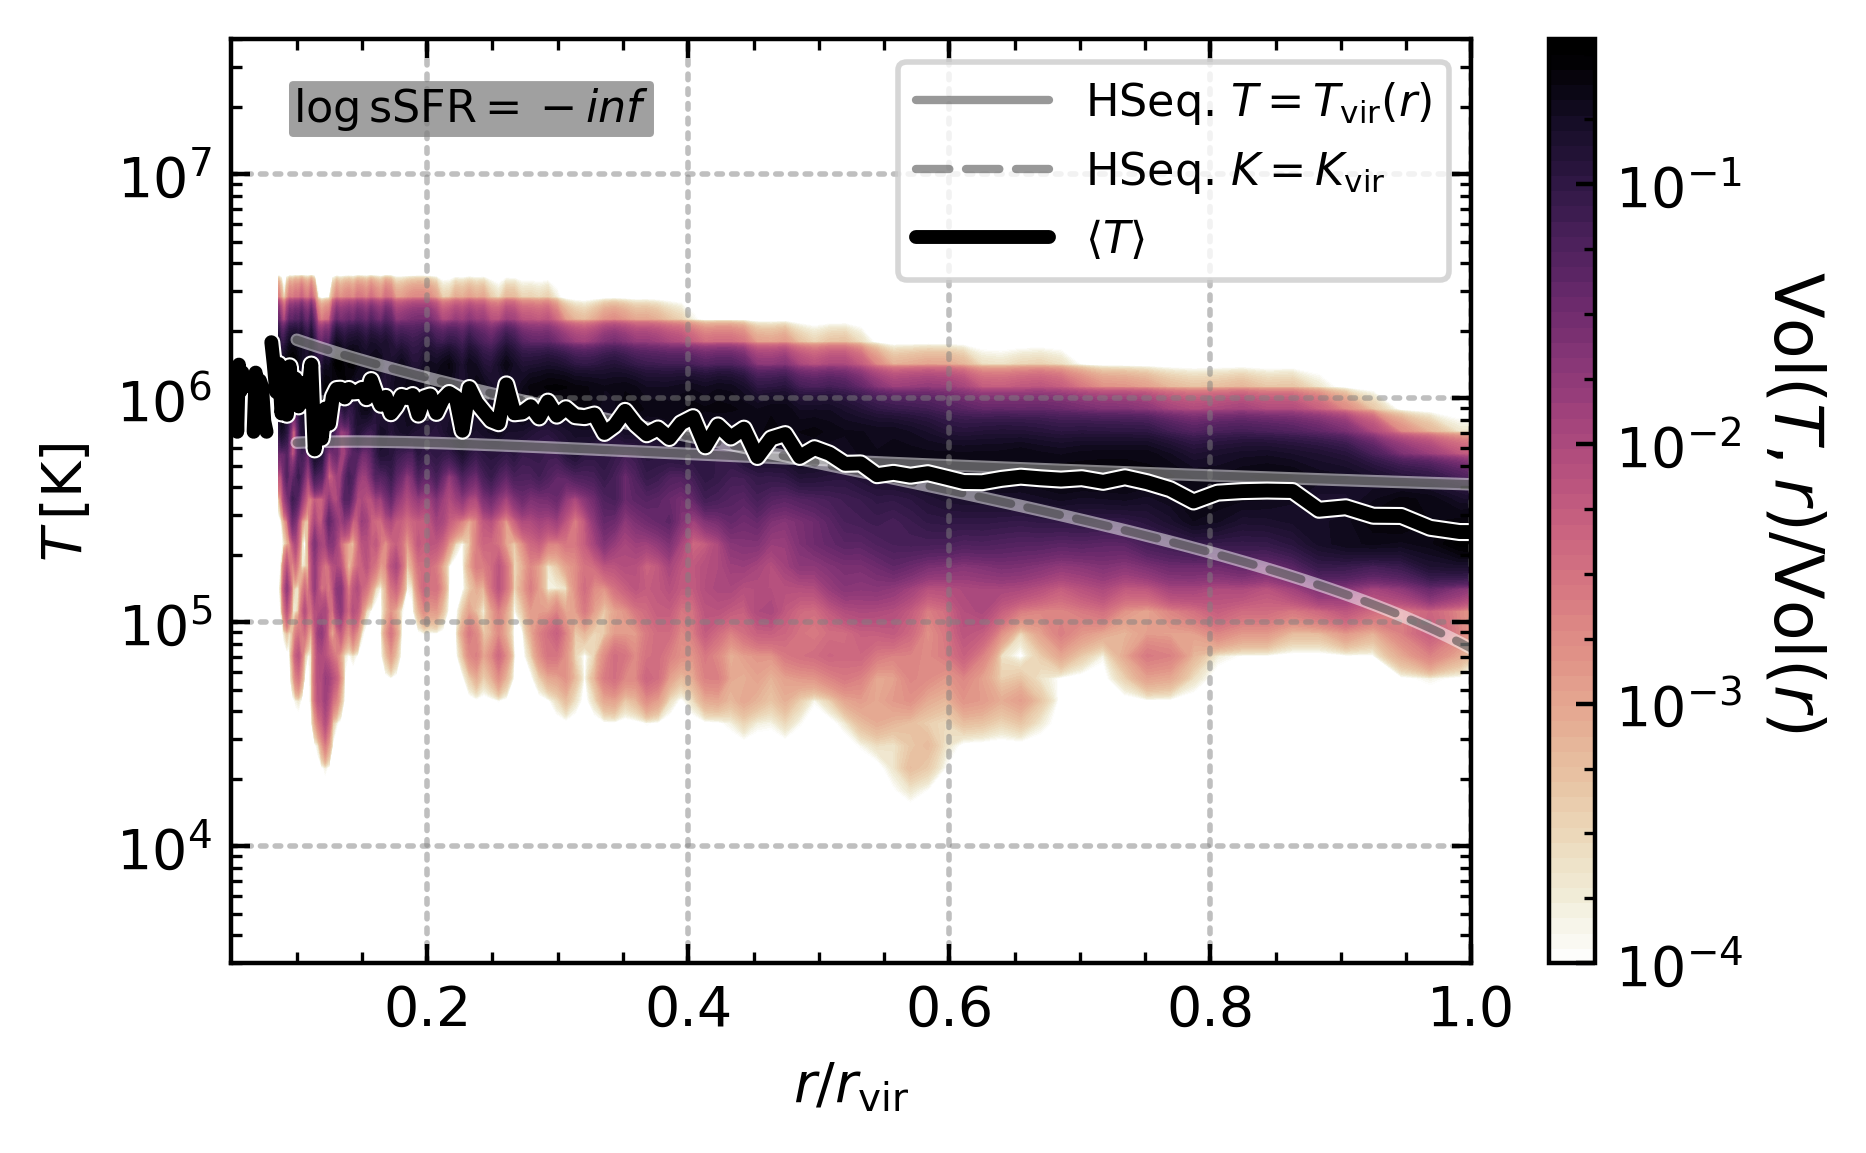 log sSFR = −inf
HSeq. T = T_vir(r)
HSeq. K = K_vir
⟨T⟩
10^7
10^6
10^5
10^4
T [K]
0.2 0.4 0.6 0.8 1.0
r/r_vir
10^−1
10^−2
10^−3
10^−4
Vol(T, r)/Vol(r)